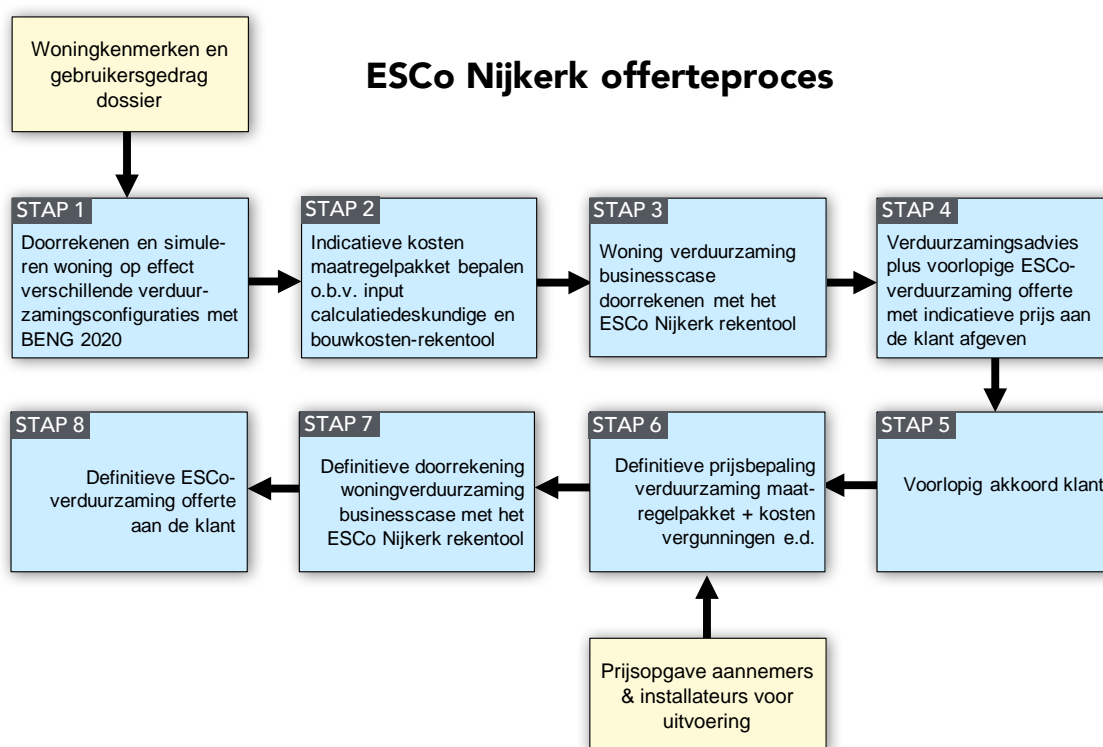 Woningkenmerken en
gebruikersgedrag
dossier
ESCo Nijkerk offerteproces
STAP 1
Doorrekenen en simule-
ren woning op effect
verschillende verduur-
zamingsconfiguraties met
BENG 2020
STAP 2
Indicatieve kosten
maatregelpakket bepalen
o.b.v. input
calculatiedeskundige en
bouwkosten-rekentool
STAP 3
Woning verduurzaming
businesscase
doorrekenen met het
ESCo Nijkerk rekentool
STAP 4
Verduurzamingsadvies
plus voorlopige ESCo-
verduurzaming offerte
met indicatieve prijs aan
de klant afgeven
STAP 5
Voorlopig akkoord klant
STAP 6
Definitieve prijsbepaling
verduurzaming maat-
regelpakket + kosten
vergunningen e.d.
STAP 7
Definitieve doorrekening
woningverduurzaming
businesscase met het
ESCo Nijkerk rekentool
STAP 8
Definitieve ESCo-
verduurzaming offerte
aan de klant
Prijsopgave aannemers
& installateurs voor
uitvoering